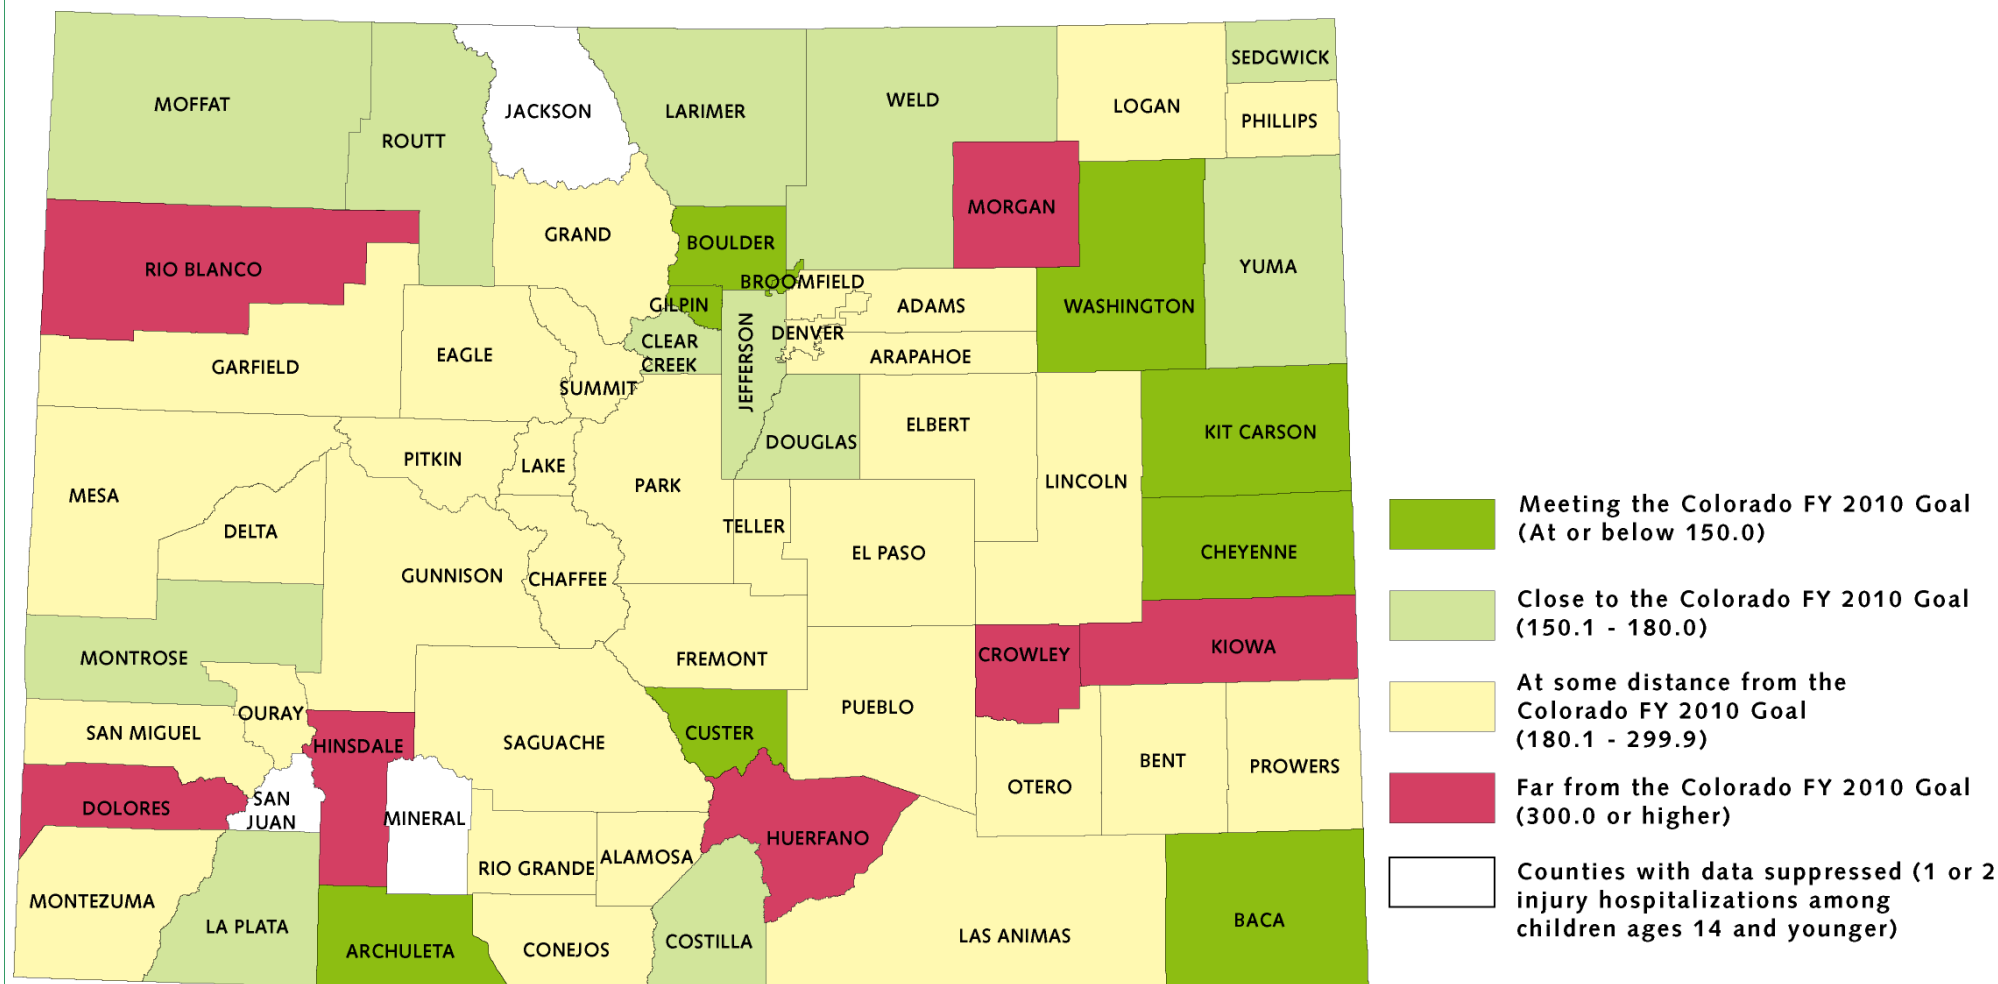 MOFFAT
ROUTT
JACKSON
LARIMER
WELD
LOGAN
SEDGWICK
PHILLIPS
MORGAN
RIO BLANCO
GRAND
BOULDER
BROOMFIELD
GILPIN
ADAMS
WASHINGTON
YUMA
CLEAR
CREEK
JEFFERSON
DENVER
ARAPAHOE
GARFIELD
EAGLE
SUMMIT
DOUGLAS
ELBERT
KIT CARSON
PITKIN
LAKE
PARK
LINCOLN
MESA
DELTA
TELLER
EL PASO
CHEYENNE
GUNNISON
CHAFFEE
MONTROSE
FREMONT
CROWLEY
KIOWA
OURAY
PUEBLO
SAN MIGUEL
HINSDALE
SAGUACHE
CUSTER
OTERO
BENT
PROWERS
DOLORES
SAN
JUAN
MINERAL
HUERFANO
RIO GRANDE
ALAMOSA
MONTEZUMA
LA PLATA
ARCHULETA
CONEJOS
COSTILLA
LAS ANIMAS
BACA
Meeting the Colorado FY 2010 Goal
(At or below 150.0)
Close to the Colorado FY 2010 Goal
(150.1 - 180.0)
At some distance from the
Colorado FY 2010 Goal
(180.1 - 299.9)
Far from the Colorado FY 2010 Goal
(300.0 or higher)
Counties with data suppressed (1 or 2
injury hospitalizations among
children ages 14 and younger)